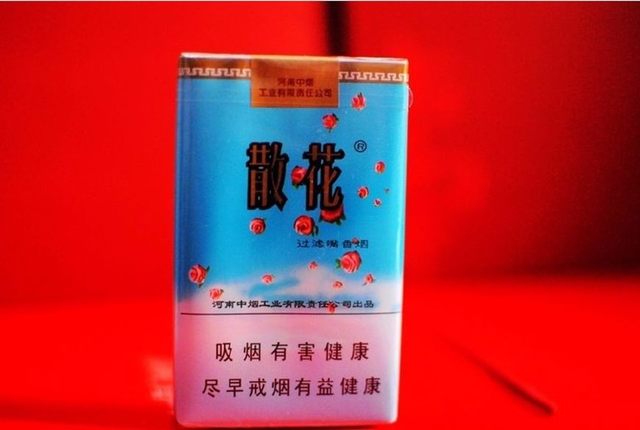 河南中烟
工业有限责任公司
散花®
过滤嘴香烟
河南中烟工业有限责任公司出品
吸烟有害健康
尽早戒烟有益健康